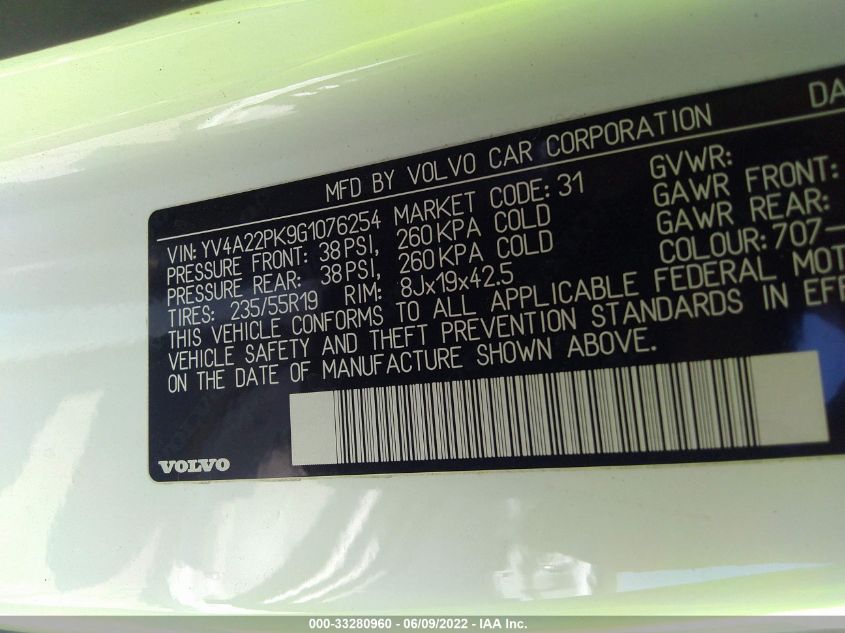 MFD BY VOLVO CAR CORPORATION DA
VIN: YV4A22PK9G1076254 MARKET CODE: 31 GVWR:
PRESSURE FRONT: 38 PSI, 260 KPA COLD GAWR FRONT:
PRESSURE REAR: 38 PSI, 260 KPA COLD GAWR REAR:
TIRES: 235/55R19 RIM: 8Jx19x42.5 COLOUR: 707-
THIS VEHICLE CONFORMS TO ALL APPLICABLE FEDERAL MOT
VEHICLE SAFETY AND THEFT PREVENTION STANDARDS IN EFF
ON THE DATE OF MANUFACTURE SHOWN ABOVE.
VOLVO
000-33280960 - 06/09/2022 - IAA Inc.